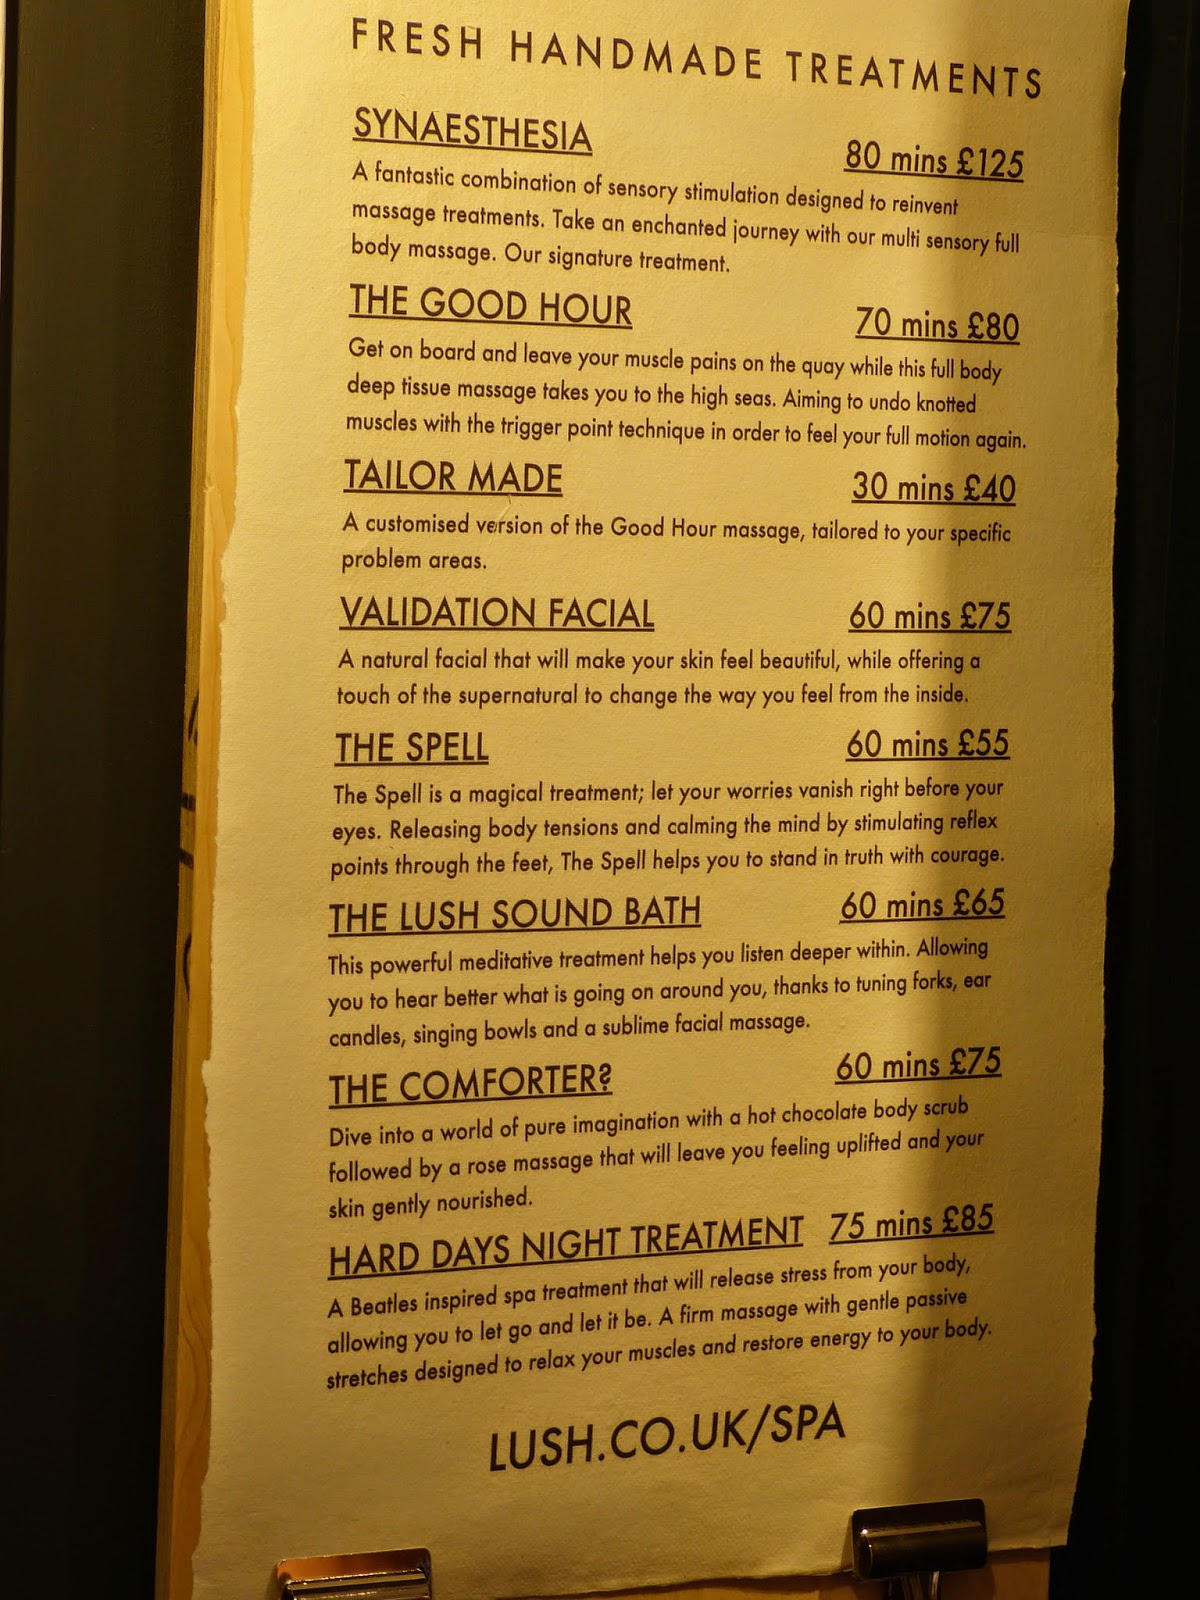 FRESH HANDMADE TREATMENTS
SYNAESTHESIA 80 mins £125
A fantastic combination of sensory stimulation designed to reinvent
massage treatments. Take an enchanted journey with our multi sensory full
body massage. Our signature treatment.
THE GOOD HOUR 70 mins £80
Get on board and leave your muscle pains on the quay while this full body
deep tissue massage takes you to the high seas. Aiming to undo knotted
muscles with the trigger point technique in order to feel your full motion again.
TAILOR MADE 30 mins £40
A customised version of the Good Hour massage, tailored to your specific
problem areas.
VALIDATION FACIAL 60 mins £75
A natural facial that will make your skin feel beautiful, while offering a
touch of the supernatural to change the way you feel from the inside.
THE SPELL 60 mins £55
The Spell is a magical treatment; let your worries vanish right before your
eyes. Releasing body tensions and calming the mind by stimulating reflex
points through the feet, The Spell helps you to stand in truth with courage.
THE LUSH SOUND BATH 60 mins £65
This powerful meditative treatment helps you listen deeper within. Allowing
you to hear better what is going on around you, thanks to tuning forks, ear
candles, singing bowls and a sublime facial massage.
THE COMFORTER? 60 mins £75
Dive into a world of pure imagination with a hot chocolate body scrub
followed by a rose massage that will leave you feeling uplifted and your
skin gently nourished.
HARD DAYS NIGHT TREATMENT 75 mins £85
A Beatles inspired spa treatment that will release stress from your body,
allowing you to let go and let it be. A firm massage with gentle passive
stretches designed to relax your muscles and restore energy to your body.
LUSH.CO.UK/SPA